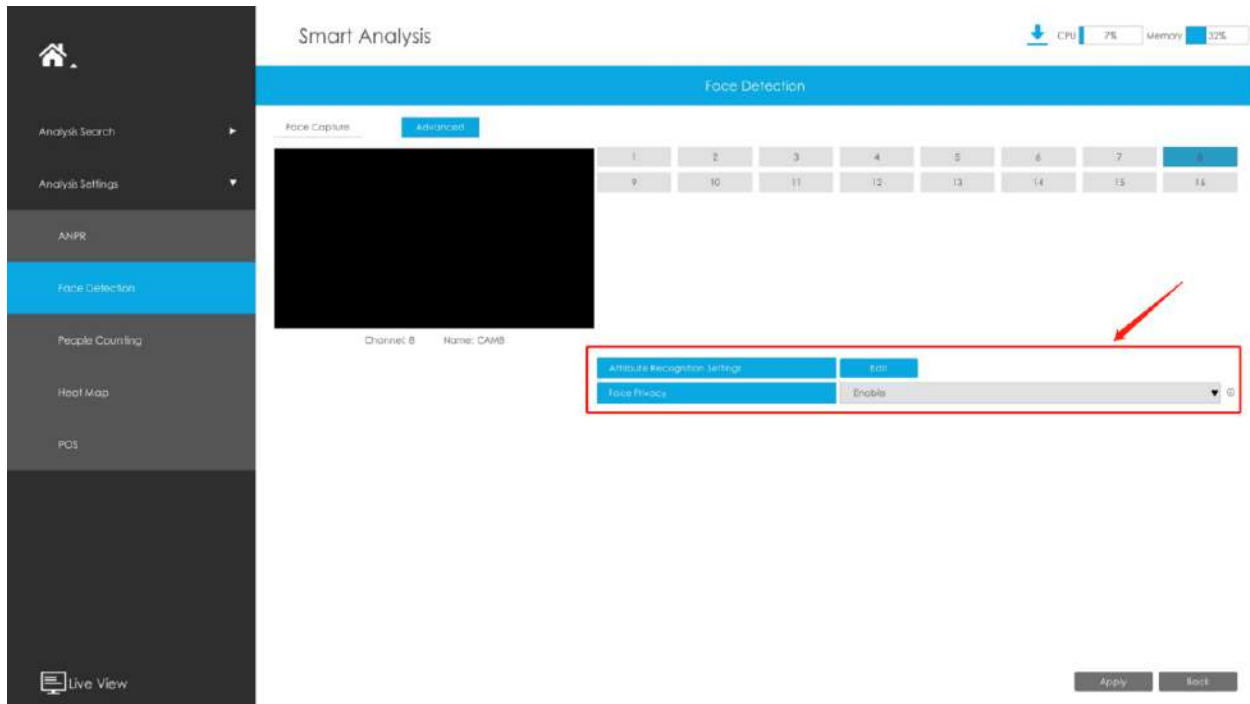 Smart Analysis
CPU 7% Memory 32%
Face Detection
Analysis Search
Face Capture Advanced
1 2 3 4 5 6 7 8
Analysis Settings
9 10 11 12 13 14 15 16
ANPR
Face Detection
People Counting
Channel: 8 Name: CAM8
Attribute Recognition Settings Edit
Heat Map
Face Privacy Enable
POS
Live View
Apply Back